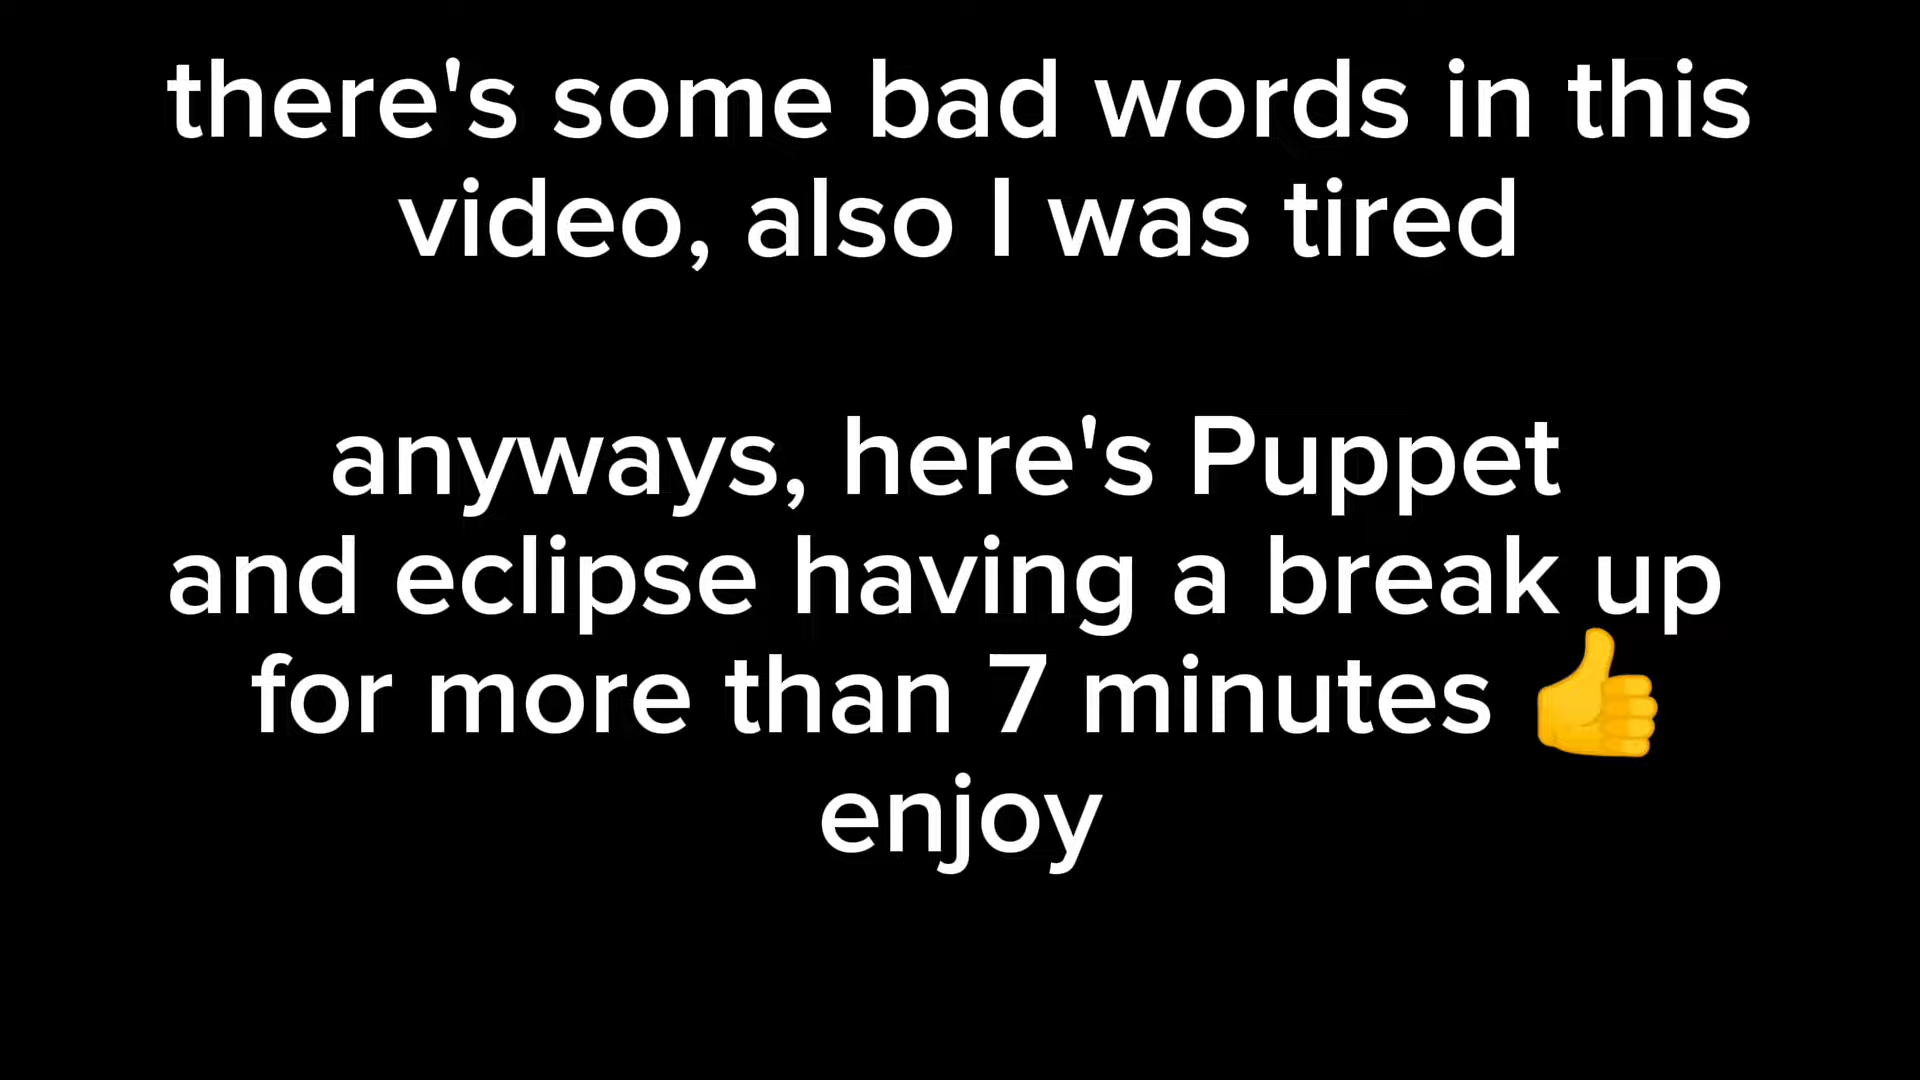 there's some bad words in this
video, also I was tired
anyways, here's Puppet
and eclipse having a break up
for more than 7 minutes 👍
enjoy